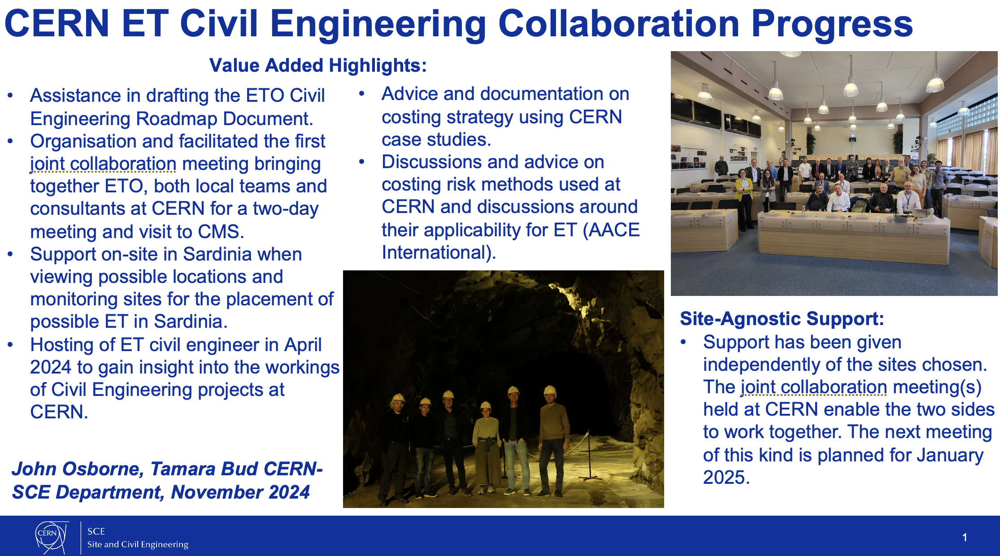 CERN ET Civil Engineering Collaboration Progress
Value Added Highlights:
• Assistance in drafting the ETO Civil
Engineering Roadmap Document.
• Organisation and facilitated the first
joint collaboration meeting bringing
together ETO, both local teams and
consultants at CERN for a two-day
meeting and visit to CMS.
• Support on-site in Sardinia when
viewing possible locations and
monitoring sites for the placement of
possible ET in Sardinia.
• Hosting of ET civil engineer in April
2024 to gain insight into the workings
of Civil Engineering projects at
CERN.
• Advice and documentation on
costing strategy using CERN
case studies.
• Discussions and advice on
costing risk methods used at
CERN and discussions around
their applicability for ET (AACE
International).
Site-Agnostic Support:
• Support has been given
independently of the sites chosen.
The joint collaboration meeting(s)
held at CERN enable the two sides
to work together. The next meeting
of this kind is planned for January
2025.
John Osborne, Tamara Bud CERN-
SCE Department, November 2024
CERN
SCE
Site and Civil Engineering
1